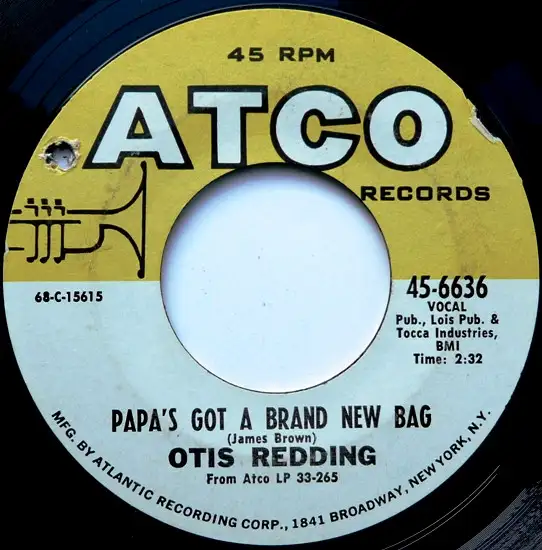 45 RPM
ATCO
RECORDS
68-C-15615
45-6636
VOCAL
Pub., Lois Pub. &
Tocca Industries,
BMI
Time: 2:32
PAPA'S GOT A BRAND NEW BAG
(James Brown)
OTIS REDDING
From Atco LP 33-265
MFG. BY ATLANTIC RECORDING CORP., 1841 BROADWAY, NEW YORK, N.Y.